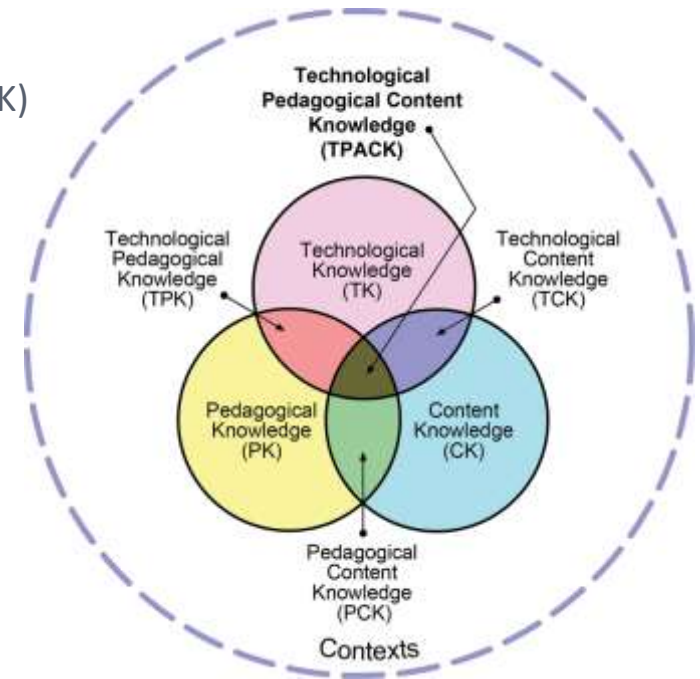 K)
Technological
Pedagogical Content
Knowledge
(TPACK)
Technological
Pedagogical
Knowledge
(TPK)
Technological
Knowledge
(TK)
Technological
Content
Knowledge
(TCK)
Pedagogical
Knowledge
(PK)
Content
Knowledge
(CK)
Pedagogical
Content
Knowledge
(PCK)
Contexts